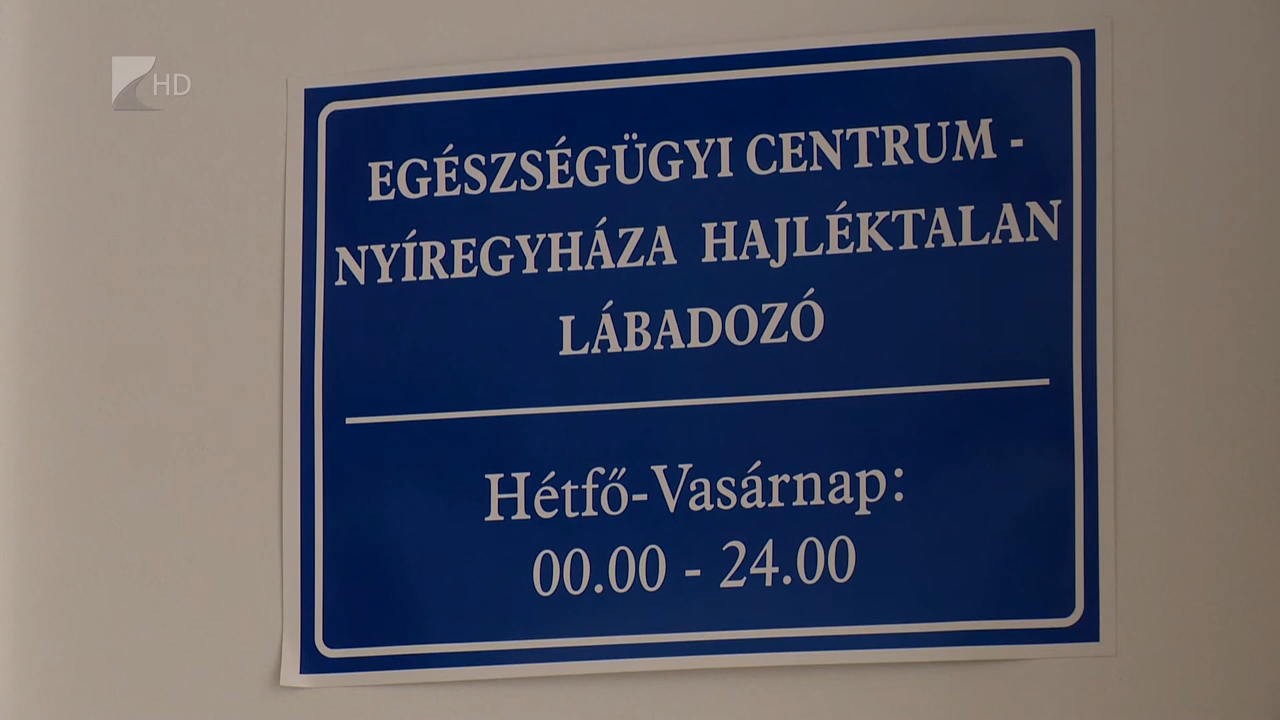 HD
EGÉSZSÉGÜGYI CENTRUM -
NYÍREGYHÁZA HAJLÉKTALAN
LÁBADOZÓ
Hétfő-Vasárnap:
00.00 - 24.00